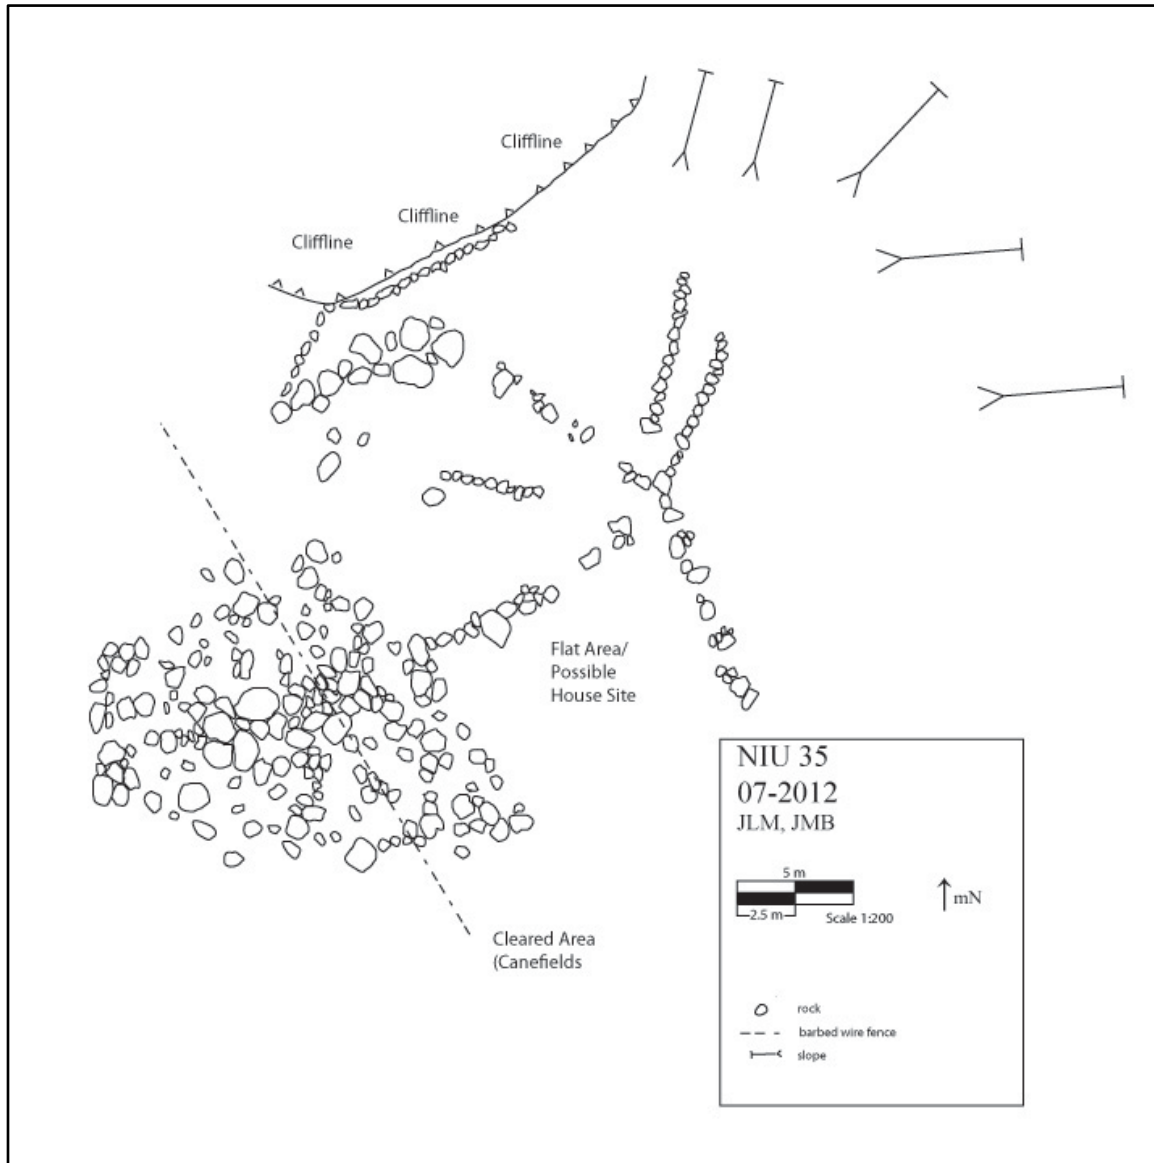 Cliffline
Cliffline
Cliffline
Flat Area/
Possible
House Site
Cleared Area
(Canefields
NIU 35
07-2012
JLM, JMB
5 m
2.5 m
Scale 1:200
mN
rock
barbed wire fence
slope